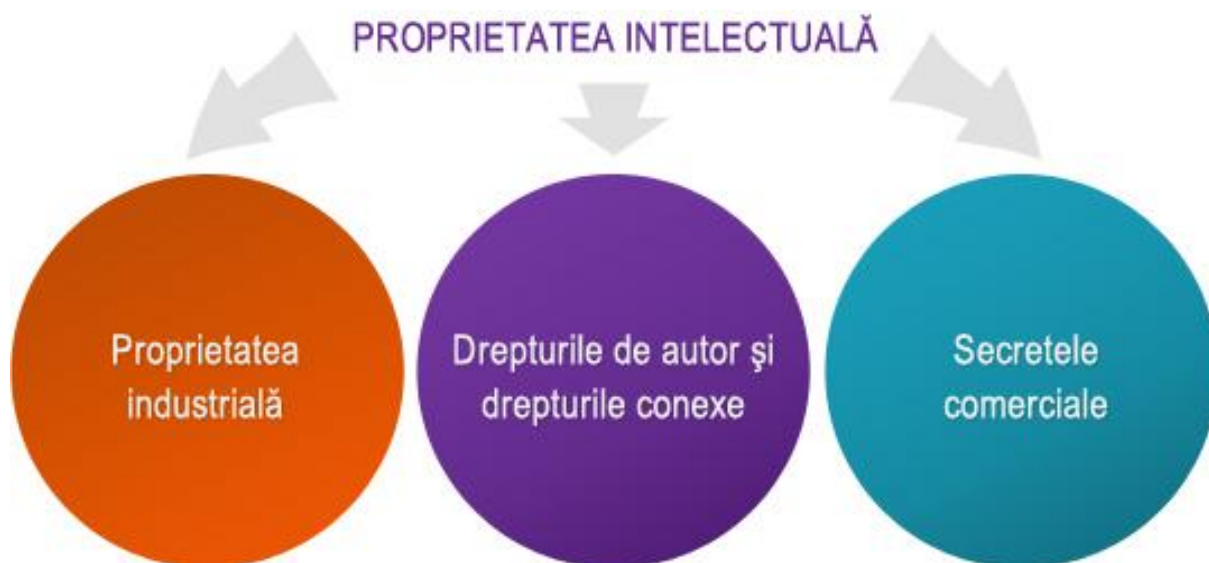 PROPRIETATEA INTELECTUALĂ
Proprietatea
industrială
Drepturile de autor şi
drepturile conexe
Secretele
comerciale